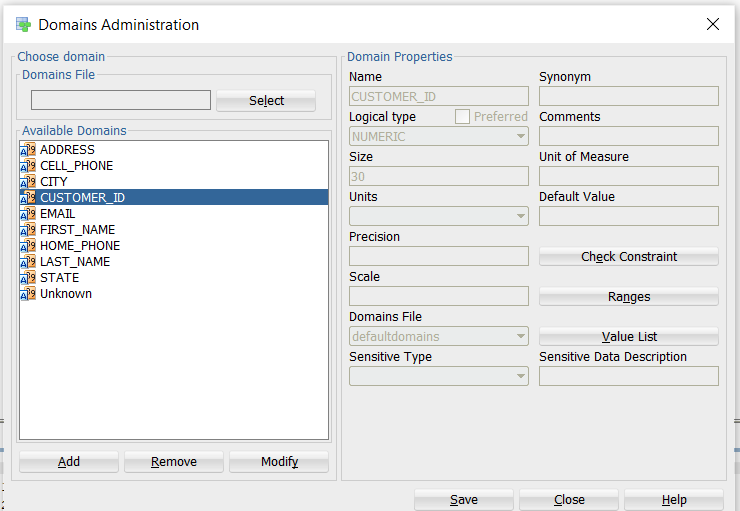 Domains Administration
Choose domain
Domains File
Select
Available Domains
ADDRESS
CELL_PHONE
CITY
CUSTOMER_ID
EMAIL
FIRST_NAME
HOME_PHONE
LAST_NAME
STATE
Unknown
Add
Remove
Modify
Domain Properties
Name
Synonym
CUSTOMER_ID
Logical type
Preferred
Comments
NUMERIC
Size
Unit of Measure
30
Units
Default Value
Precision
Check Constraint
Scale
Ranges
Domains File
defaultdomains
Value List
Sensitive Type
Sensitive Data Description
Save
Close
Help